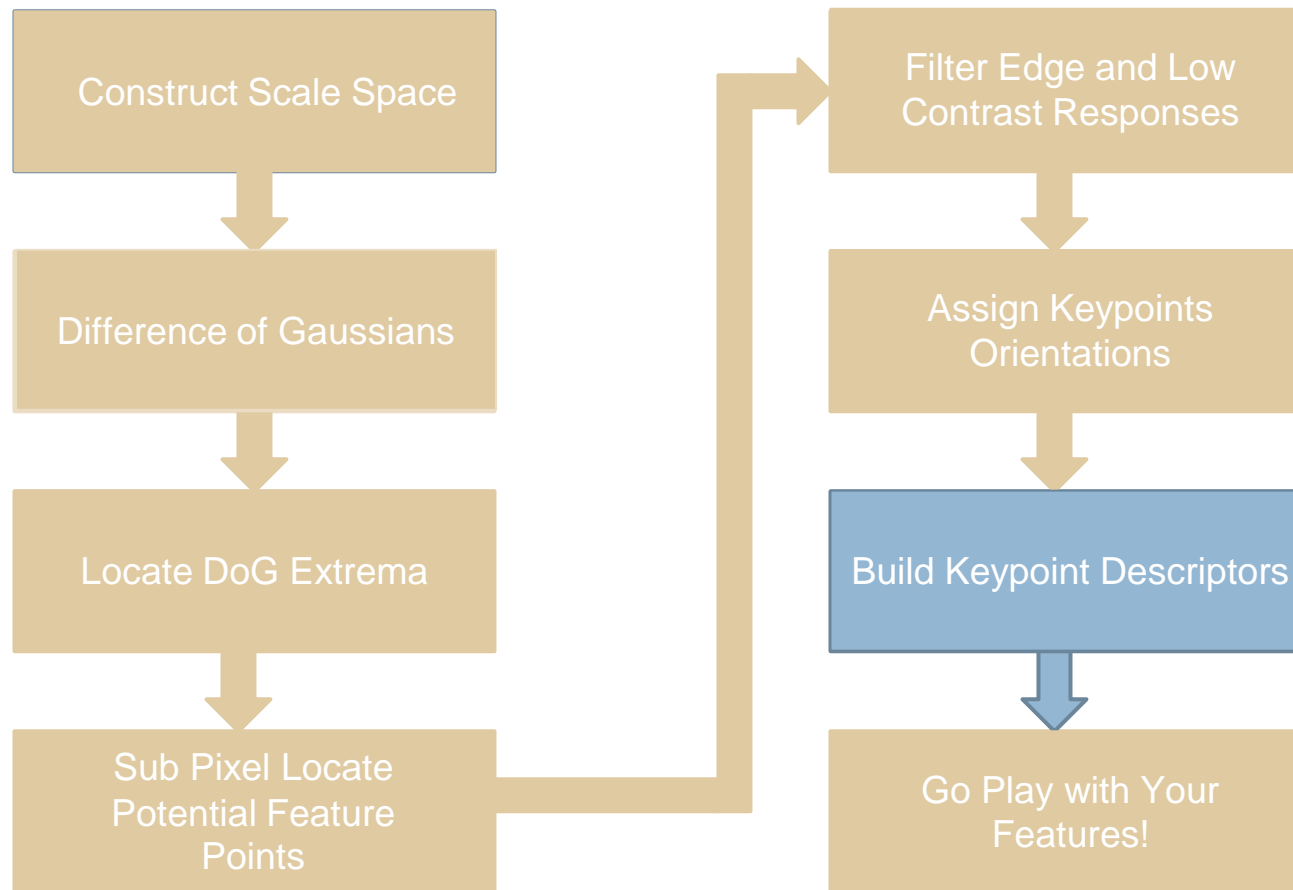 Construct Scale Space
Difference of Gaussians
Locate DoG Extrema
Sub Pixel Locate
Potential Feature
Points
Filter Edge and Low
Contrast Responses
Assign Keypoints
Orientations
Build Keypoint Descriptors
Go Play with Your
Features!